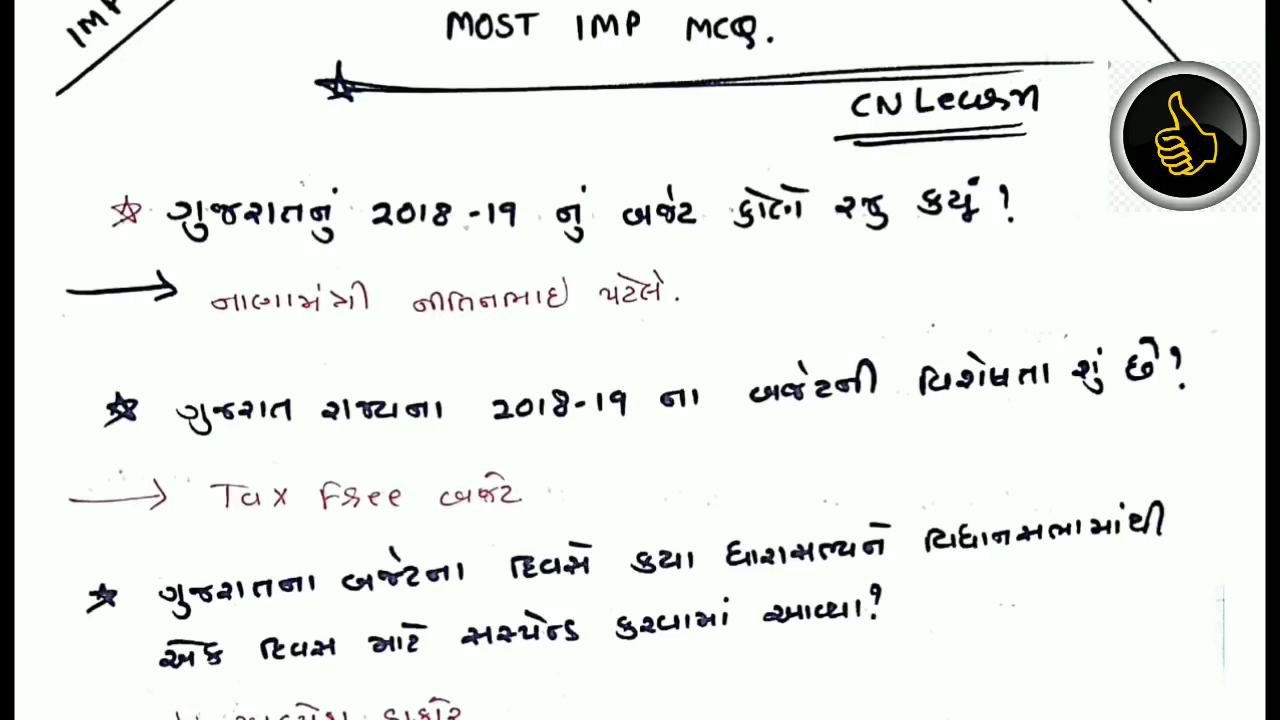 IMP
MOST IMP MCQ.
CN Learn
ગુજરાતનું 2018-19 નું બજેટ કોણે રજુ કર્યું?
નાણામંત્રી નીતિનભાઇ પટેલે.
ગુજરાત રાજ્યના 2018-19 ના બજેટની વિશેષતા શું છે?
Tax Free બજેટ
ગુજરાતના બજેટના દિવસે કયા ધારાસભ્યને વિધાનસભામાંથી
એક દિવસ માટે સસ્પેન્ડ કરવામાં આવ્યા?